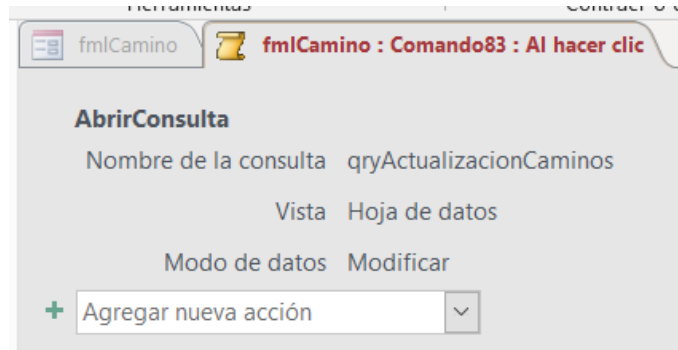 Herramientas
fmlCamino fmlCamino : Comando83 : Al hacer clic
AbrirConsulta
Nombre de la consulta qryActualizacionCaminos
Vista Hoja de datos
Modo de datos Modificar
Agregar nueva acción